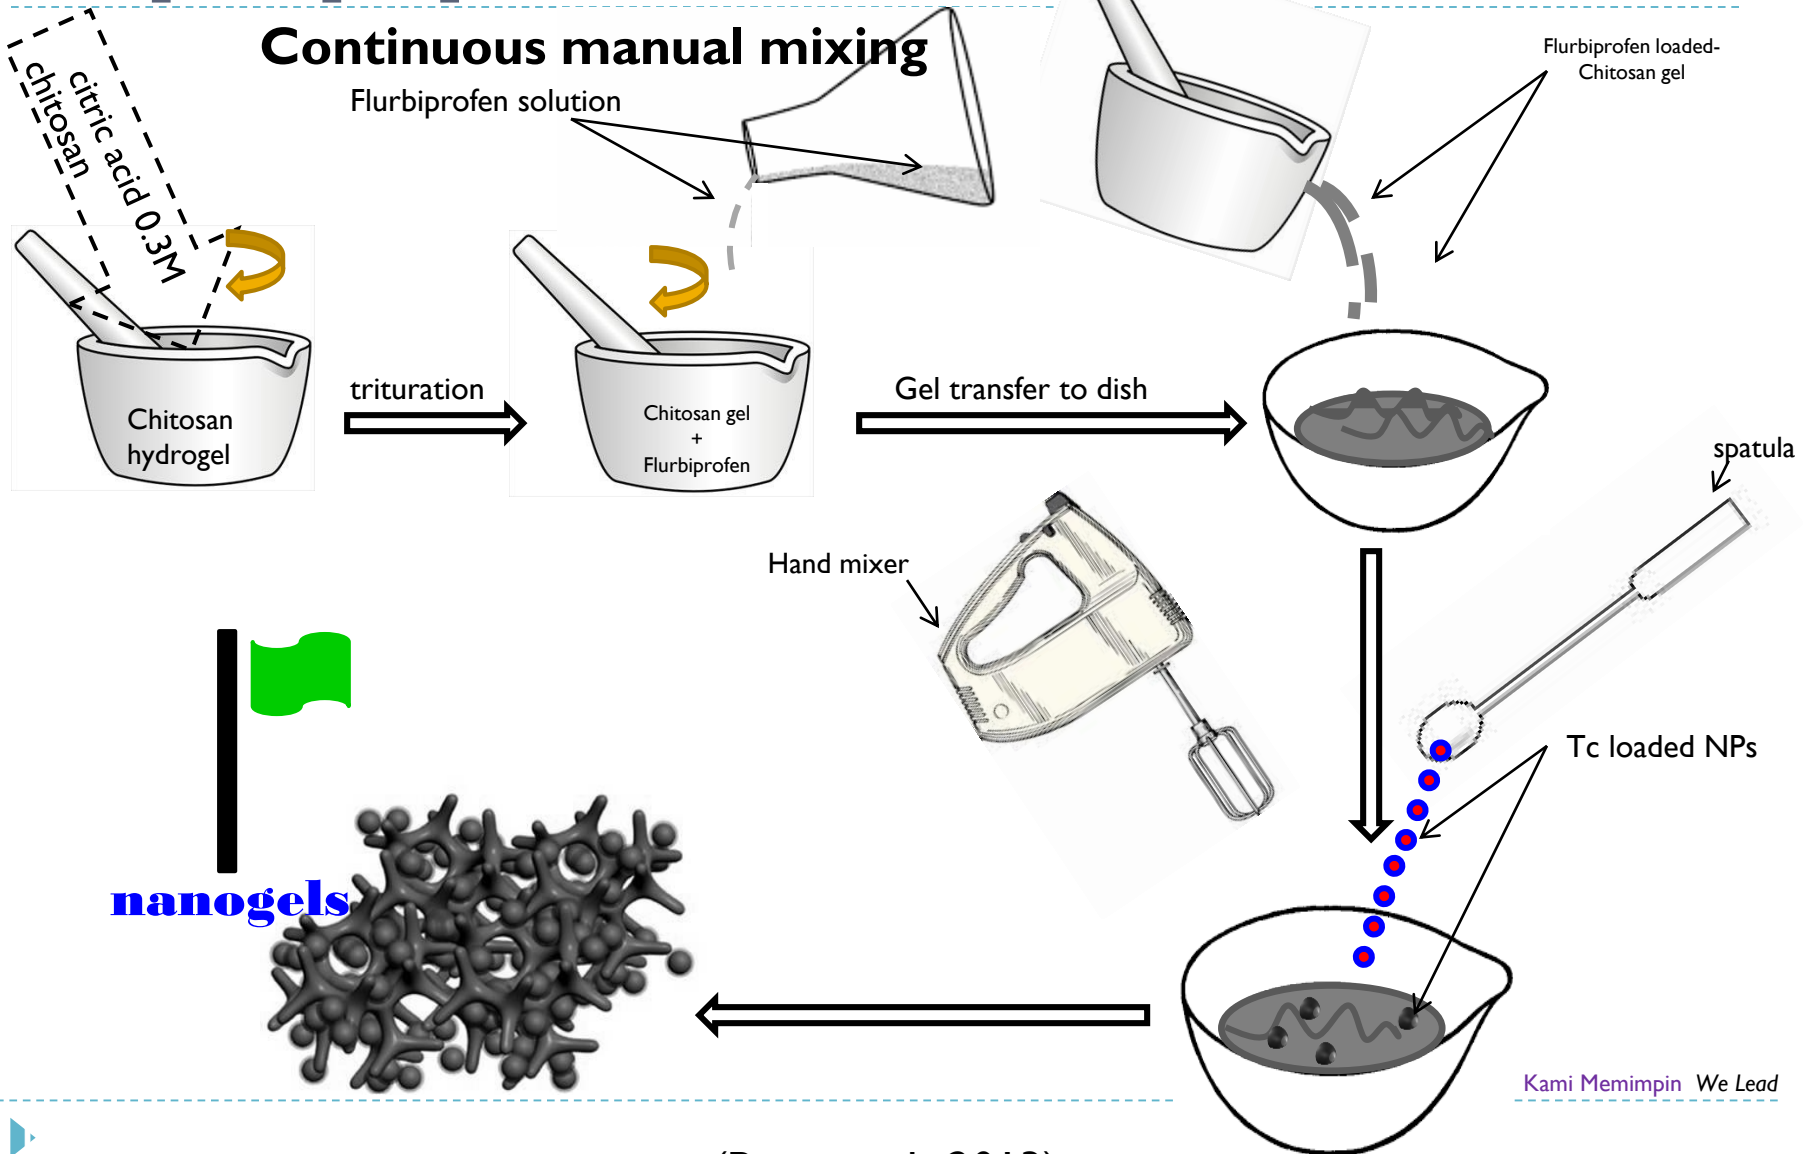 Continuous manual mixing
Flurbiprofen solution
Flurbiprofen loaded-
Chitosan gel
chitosan
citric acid 0.3M
Chitosan
hydrogel
trituration
Chitosan gel
+
Flurbiprofen
Gel transfer to dish
spatula
Hand mixer
Tc loaded NPs
nanogels
Kami Memimpin We Lead